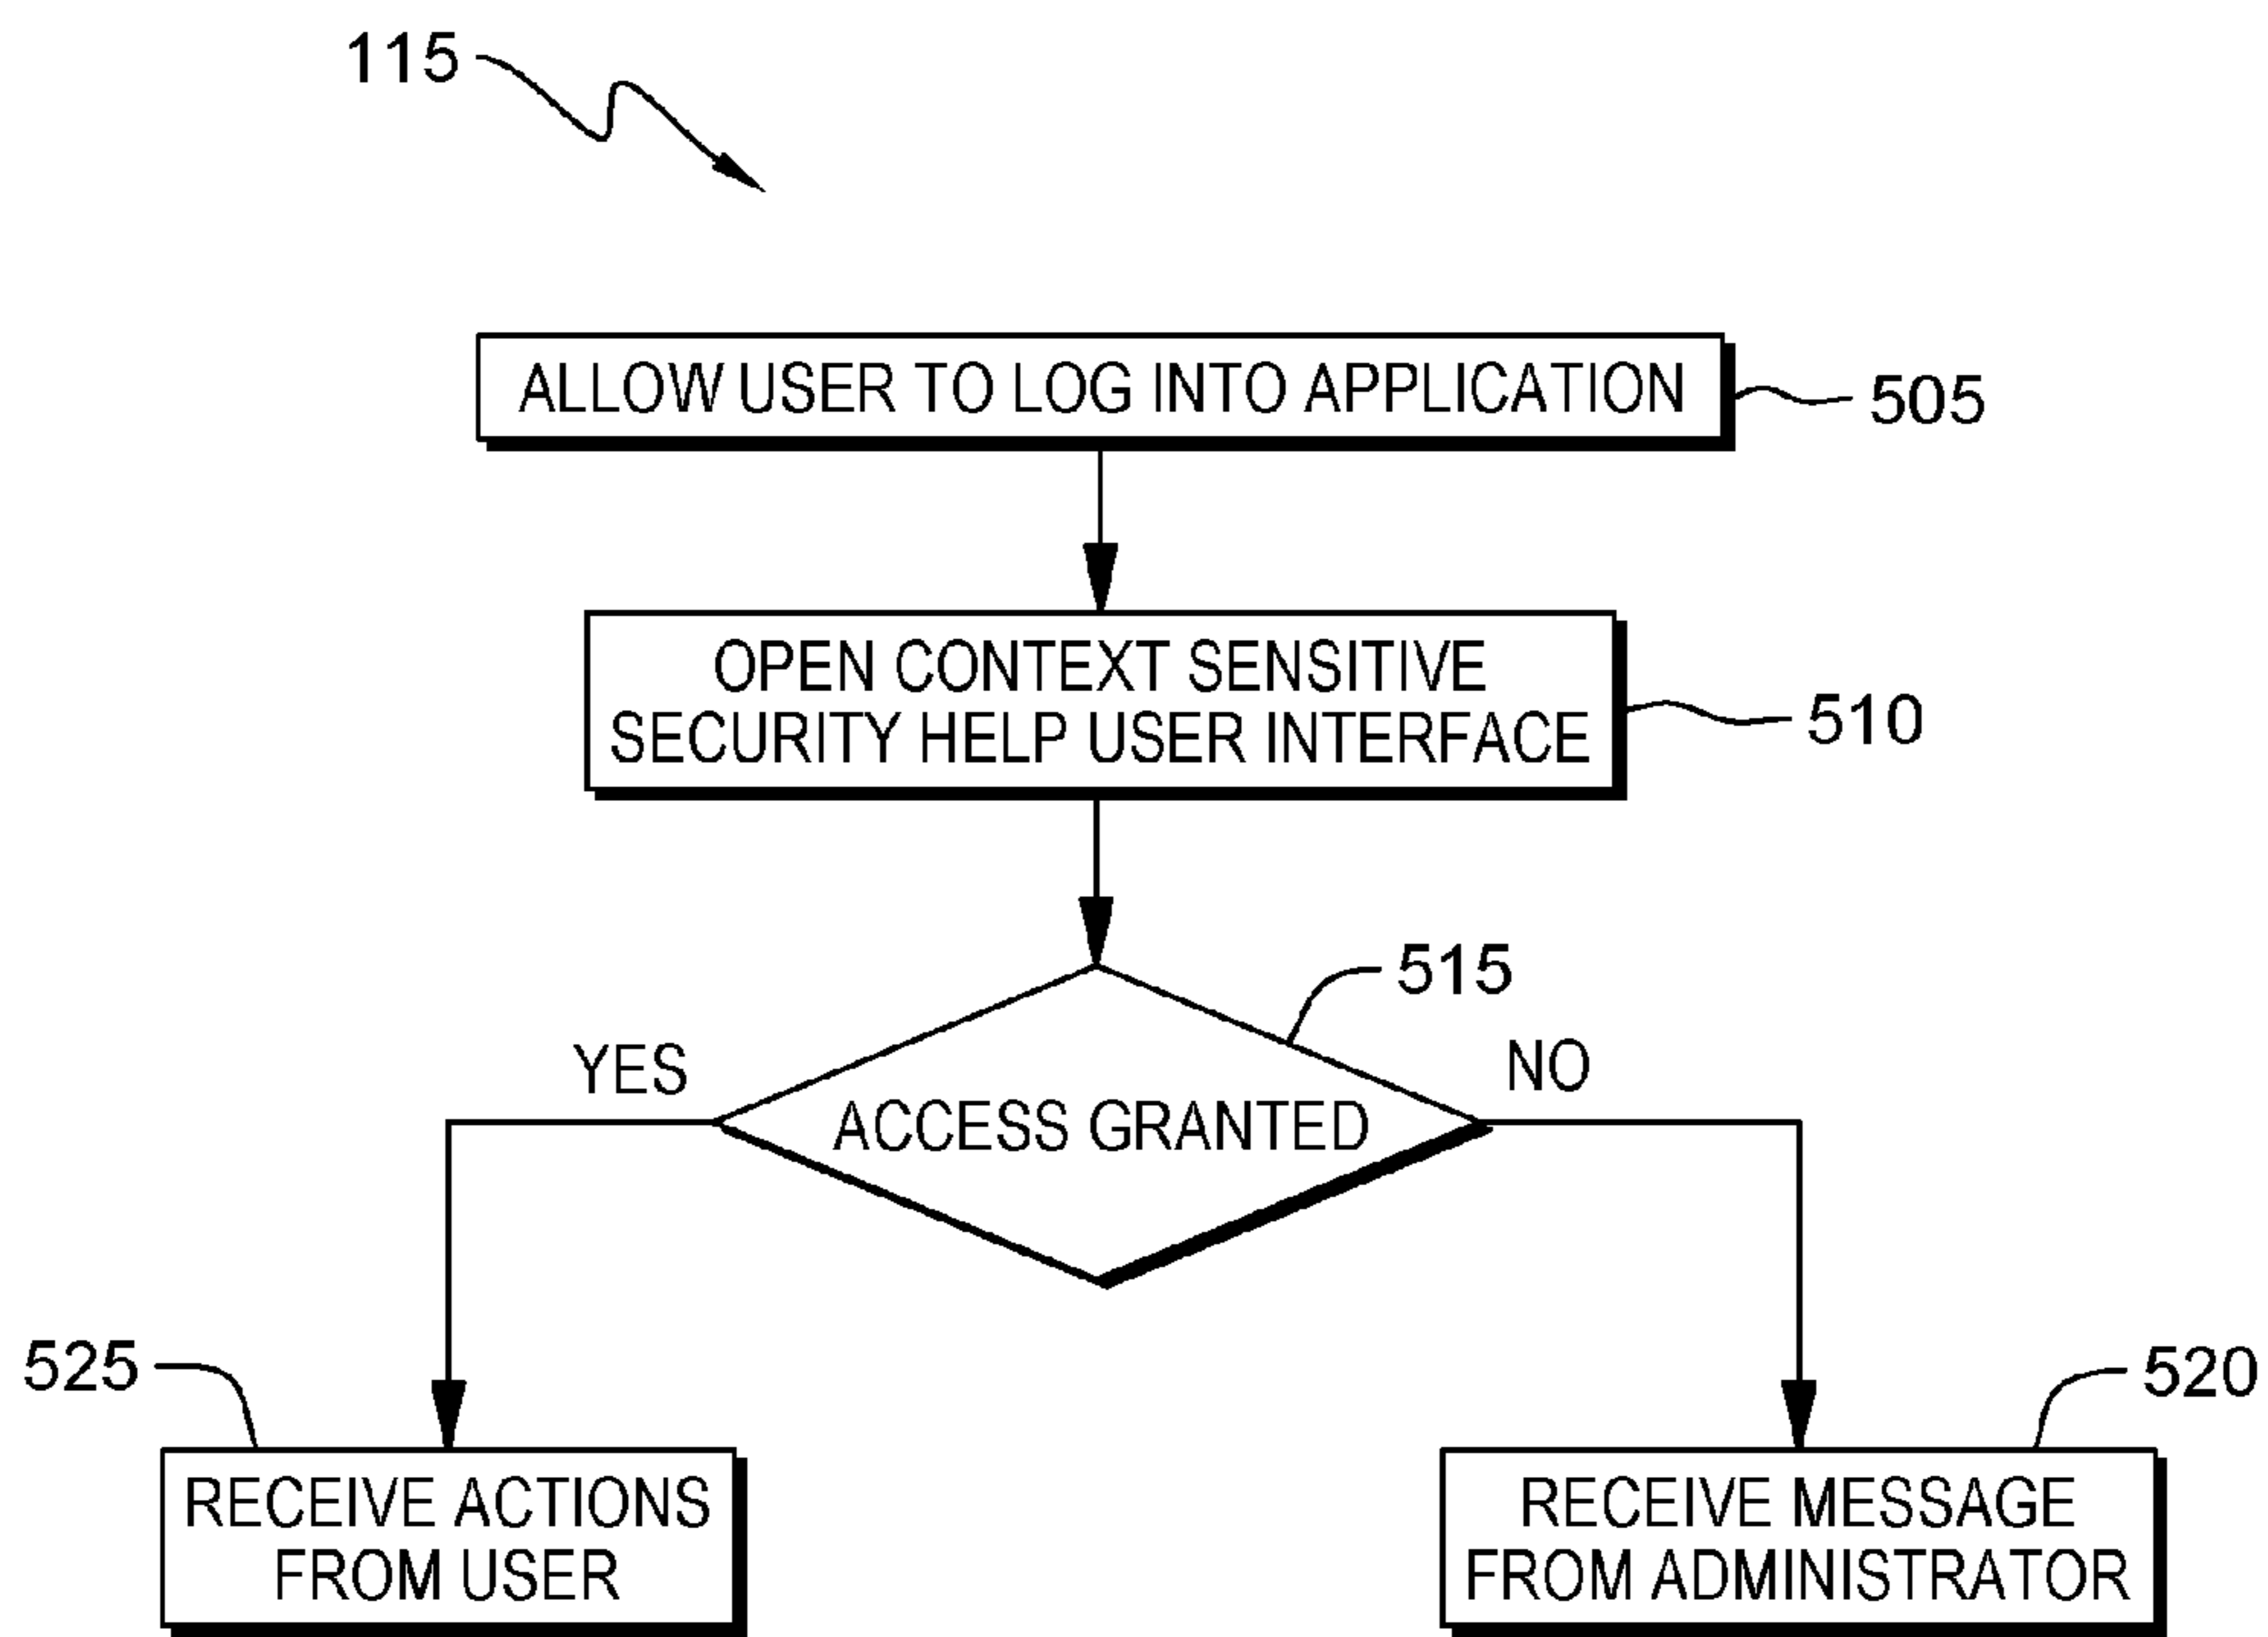 115
ALLOW USER TO LOG INTO APPLICATION
505
OPEN CONTEXT SENSITIVE
SECURITY HELP USER INTERFACE
510
515
YES
NO
ACCESS GRANTED
525
520
RECEIVE ACTIONS
FROM USER
RECEIVE MESSAGE
FROM ADMINISTRATOR